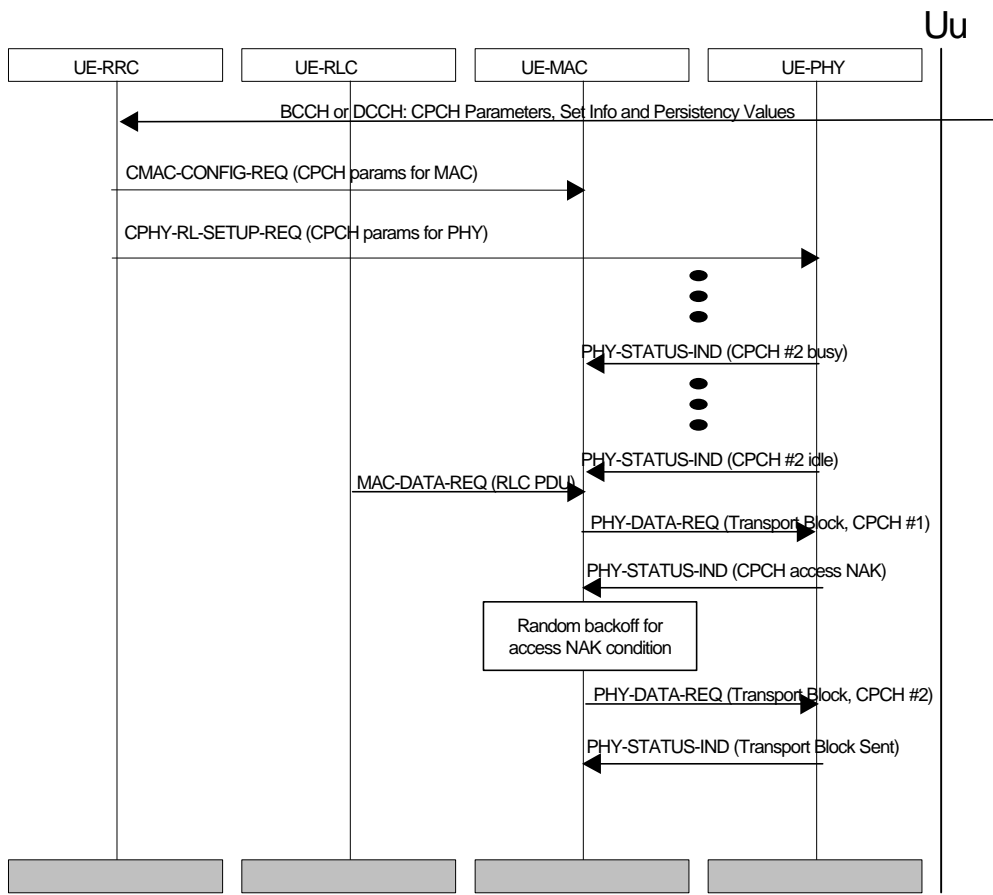 Uu
UE-RRC
UE-RLC
UE-MAC
UE-PHY
BCCH or DCCH: CPCH Parameters, Set Info and Persistency Values
CMAC-CONFIG-REQ (CPCH params for MAC)
CPHY-RL-SETUP-REQ (CPCH params for PHY)
PHY-STATUS-IND (CPCH #2 busy)
PHY-STATUS-IND (CPCH #2 idle)
MAC-DATA-REQ (RLC PDU)
PHY-DATA-REQ (Transport Block, CPCH #1)
PHY-STATUS-IND (CPCH access NAK)
Random backoff for
access NAK condition
PHY-DATA-REQ (Transport Block, CPCH #2)
PHY-STATUS-IND (Transport Block Sent)